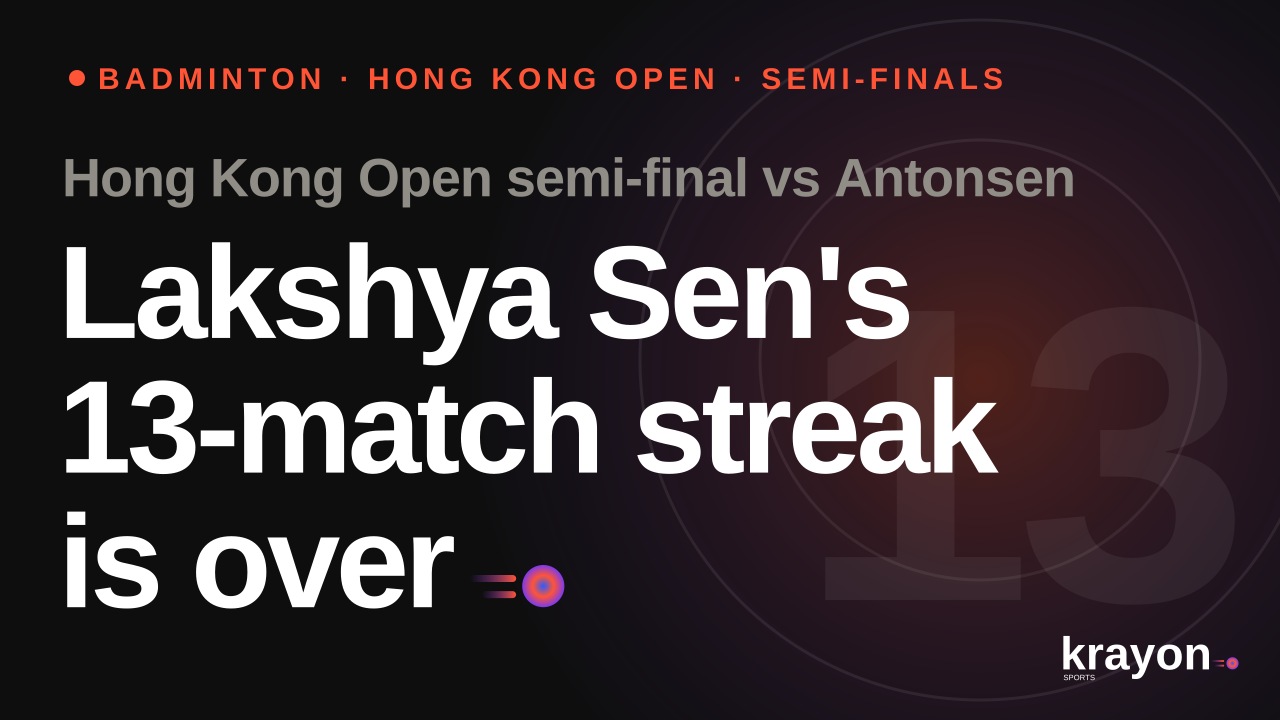 BADMINTON · HONG KONG OPEN · SEMI-FINALS
Hong Kong Open semi-final vs Antonsen
Lakshya Sen's
13-match streak
is over
13
krayon
SPORTS